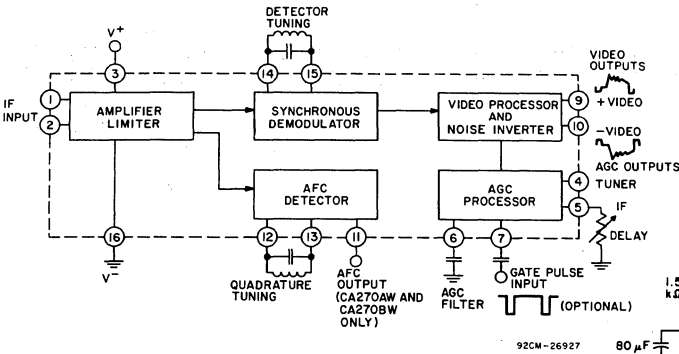 DETECTOR
TUNING
V+
3
14
15
VIDEO
OUTPUTS
IF
INPUT
1
2
AMPLIFIER
LIMITER
SYNCHRONOUS
DEMODULATOR
VIDEO PROCESSOR
AND
NOISE INVERTER
9
+VIDEO
10
-VIDEO
AGC OUTPUTS
AFC
DETECTOR
AGC
PROCESSOR
4
TUNER
5
IF
DELAY
16
V-
12
13
11
6
7
QUADRATURE
TUNING
AFC
OUTPUT
(CA270AW AND
CA270BW
ONLY)
AGC
FILTER
GATE PULSE
INPUT
(OPTIONAL)
1.5
kΩ
92CM-26927
80 μF